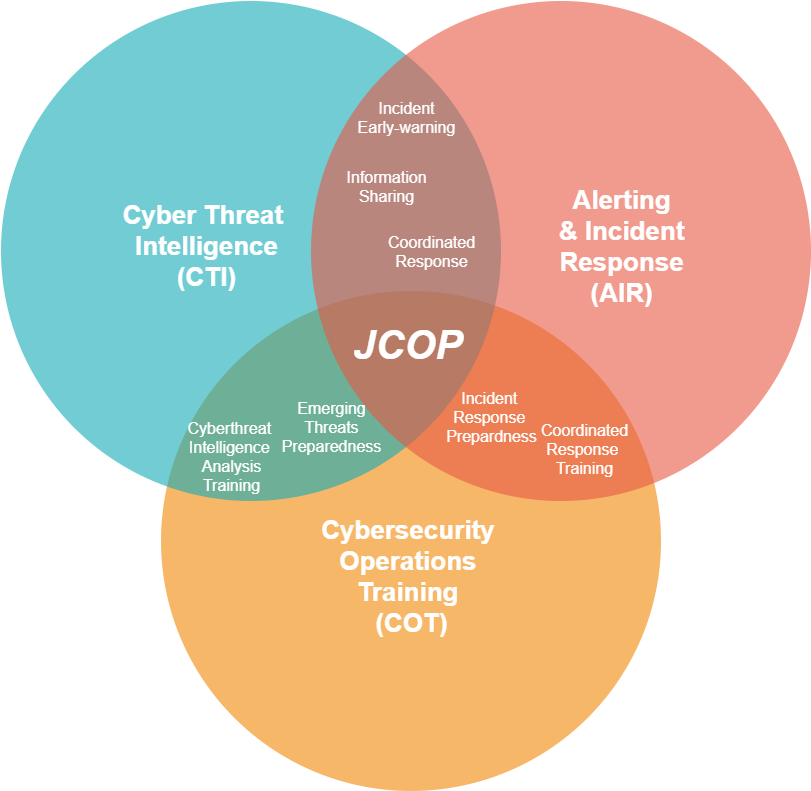 Incident
Early-warning
Information
Sharing
Coordinated
Response
Cyber Threat
Intelligence
(CTI)
Alerting
& Incident
Response
(AIR)
JCOP
Cyberthreat
Intelligence
Analysis
Training
Emerging
Threats
Preparedness
Incident
Response
Prepardness
Coordinated
Response
Training
Cybersecurity
Operations
Training
(COT)